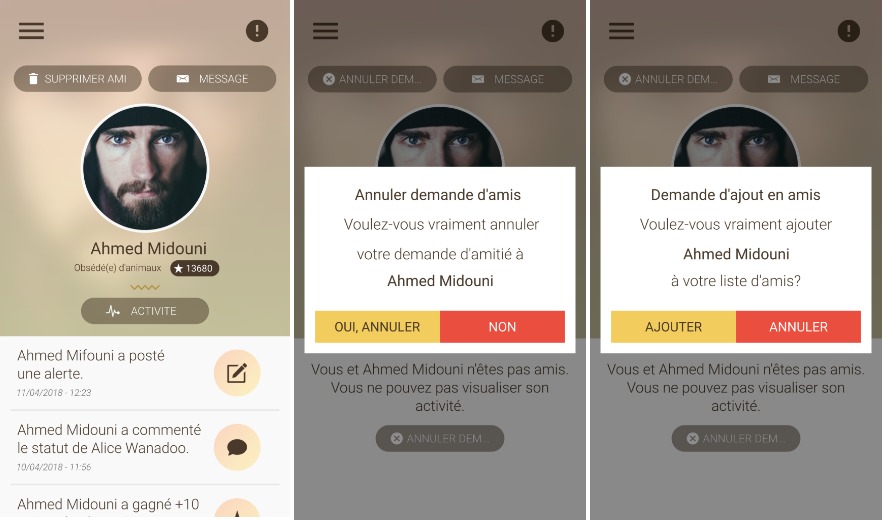 SUPPRIMER AMI
MESSAGE
Ahmed Midouni
Obsédé(e) d'animaux
13680
ACTIVITE
Ahmed Mifouni a posté
une alerte.
11/04/2018 - 12:23
Ahmed Midouni a commenté
le statut de Alice Wanadoo.
10/04/2018 - 11:56
Ahmed Midouni a gagné +10
ANNULER DEM...
MESSAGE
Annuler demande d'amis
Voulez-vous vraiment annuler
votre demande d'amitié à
Ahmed Midouni
OUI, ANNULER
NON
Vous et Ahmed Midouni n'êtes pas amis.
Vous ne pouvez pas visualiser son
activité.
ANNULER DEM...
ANNULER DEM...
MESSAGE
Demande d'ajout en amis
Voulez-vous vraiment ajouter
Ahmed Midouni
à votre liste d'amis?
AJOUTER
ANNULER
Vous et Ahmed Midouni n'êtes pas amis.
Vous ne pouvez pas visualiser son
activité.
ANNULER DEM...